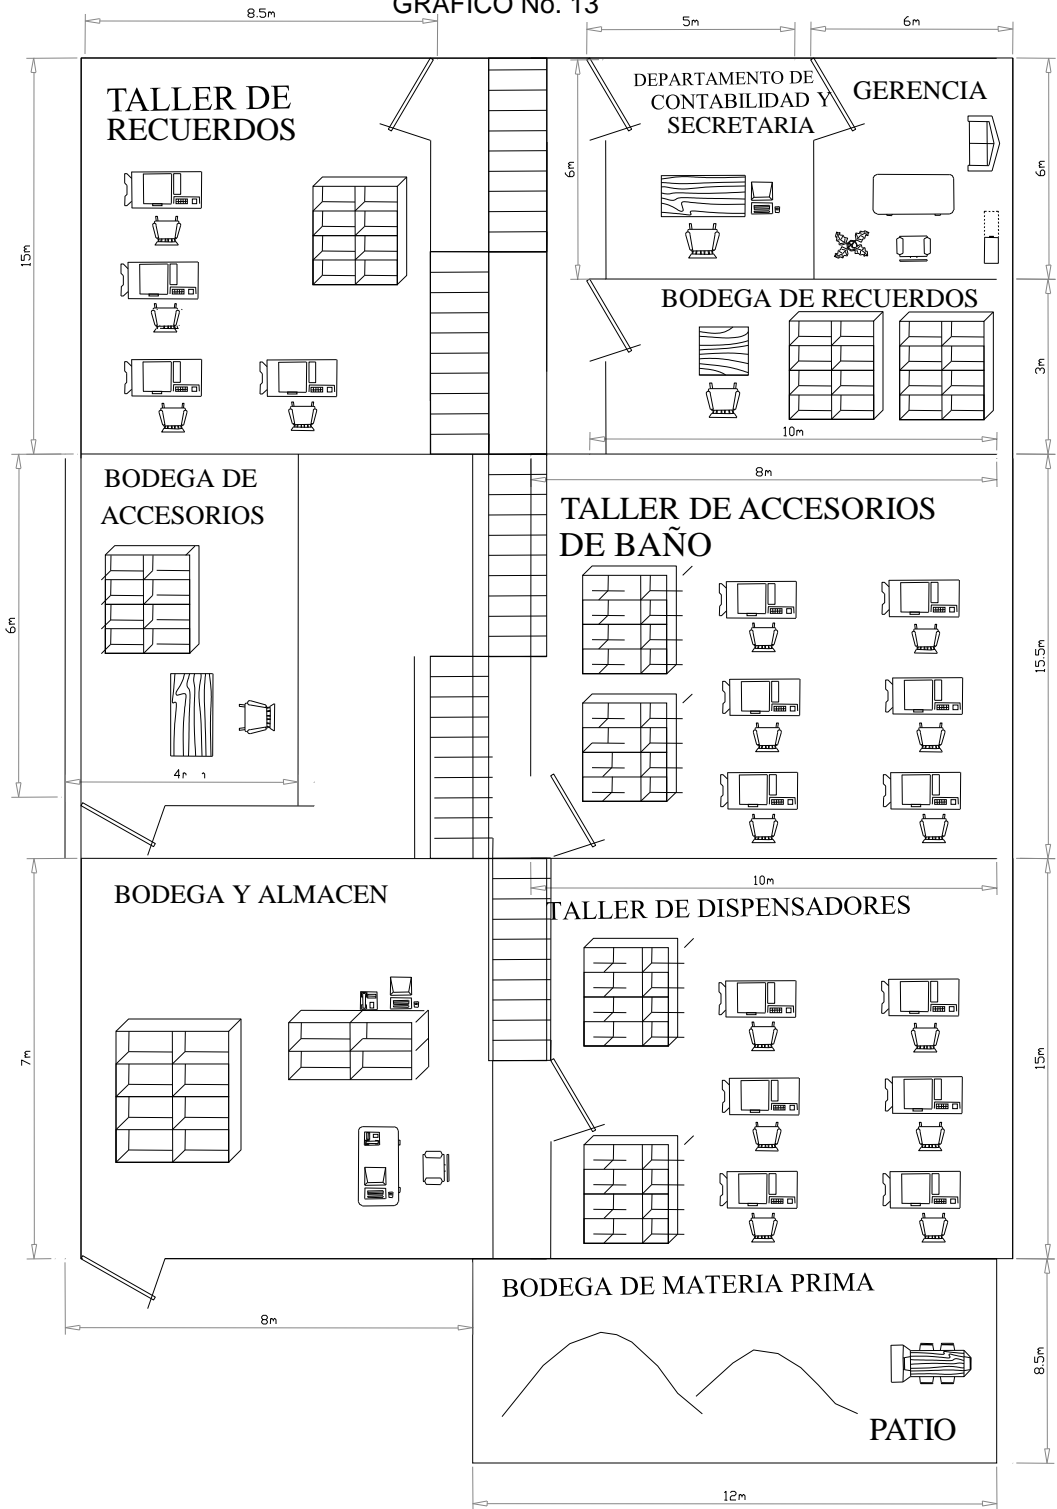 GRAFICO No. 13
8.5m
5m
6m
TALLER DE
RECUERDOS
DEPARTAMENTO DE
CONTABILIDAD Y
SECRETARIA
GERENCIA
15m
6m
6m
BODEGA DE RECUERDOS
3m
10m
8m
BODEGA DE
ACCESORIOS
TALLER DE ACCESORIOS
DE BAÑO
6m
15.5m
10m
BODEGA Y ALMACEN
TALLER DE DISPENSADORES
7m
15m
BODEGA DE MATERIA PRIMA
8m
8.5m
PATIO
12m